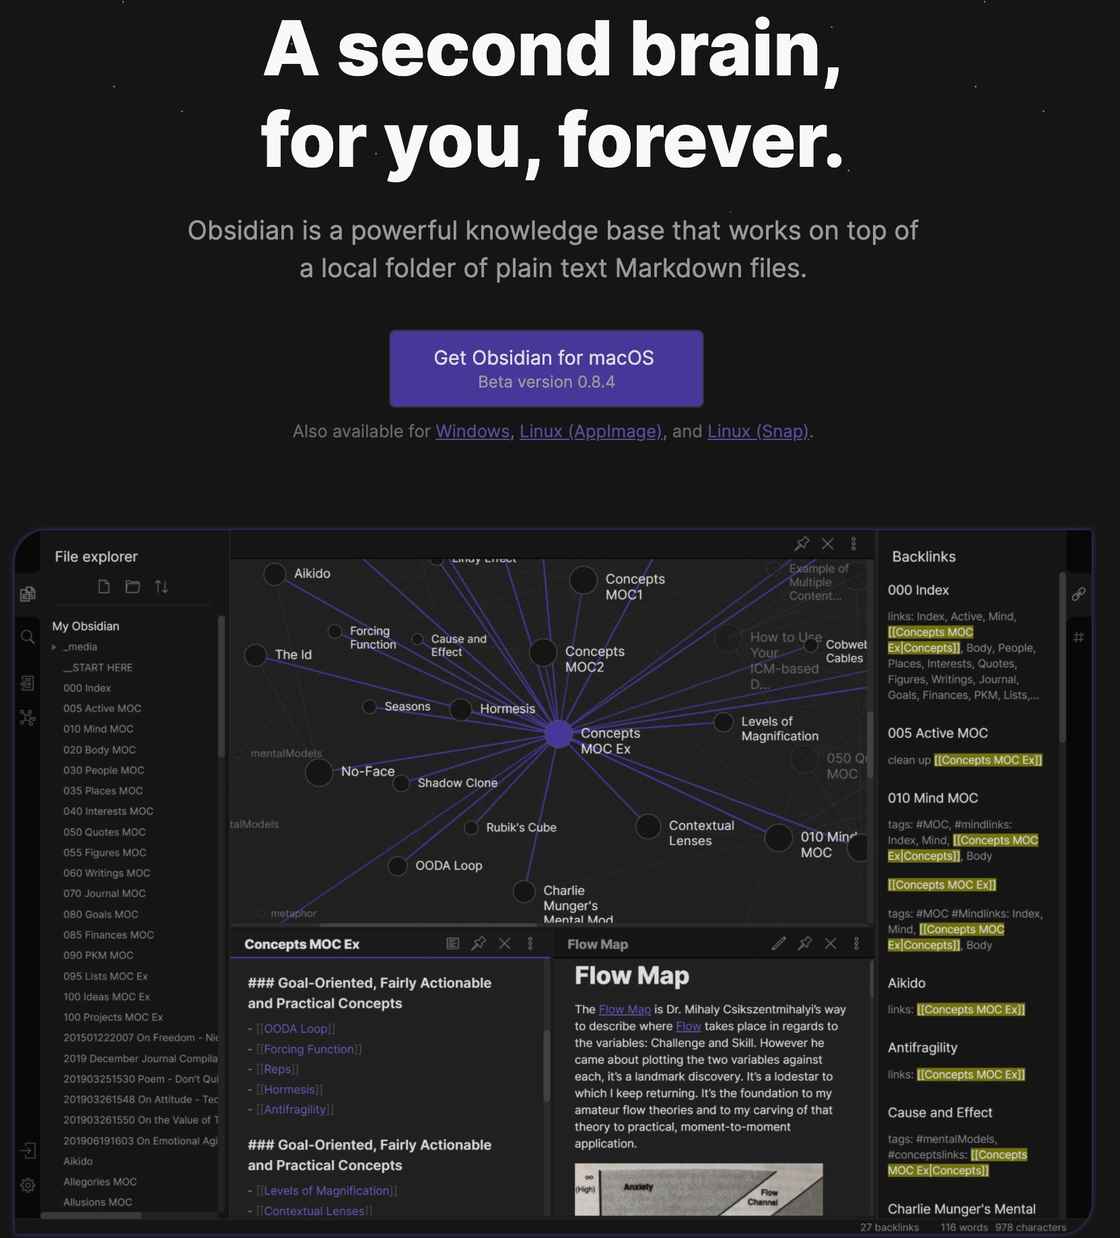 A second brain,
for you, forever.
Obsidian is a powerful knowledge base that works on top of
a local folder of plain text Markdown files.
Get Obsidian for macOS
Beta version 0.8.4
Also available for Windows, Linux (AppImage), and Linux (Snap).
File explorer
My Obsidian
_media
__START HERE
000 Index
005 Active MOC
010 Mind MOC
020 Body MOC
030 People MOC
035 Places MOC
040 Interests MOC
050 Quotes MOC
055 Figures MOC
060 Writings MOC
070 Journal MOC
080 Goals MOC
085 Finances MOC
090 PKM MOC
095 Lists MOC Ex
100 Ideas MOC Ex
100 Projects MOC Ex
201501222007 On Freedom - Nie
2019 December Journal Compila
201903251530 Poem - Don't Qui
201903261548 On Attitude - Tec
201903261550 On the Value of T
201906191603 On Emotional Agi
Aikido
Allegories MOC
Allusions MOC
Lindy Effect
Aikido
Concepts
MOC1
Example of
Multiple
Content...
Forcing
Function
Cause and
Effect
The Id
Concepts
MOC2
How to Use
Your
ICM-based
D...
Cobweb
Cables
Seasons
Hormesis
Concepts
MOC Ex
Levels of
Magnification
mentalModels
No-Face
Shadow Clone
050 Qu
MOC
talModels
Rubik's Cube
Contextual
Lenses
010 Mind
MOC
OODA Loop
Charlie
Munger's
Mental Mod
metaphor
Concepts MOC Ex
### Goal-Oriented, Fairly Actionable
and Practical Concepts
- [[OODA Loop]]
- [[Forcing Function]]
- [[Reps]]
- [[Hormesis]]
- [[Antifragility]]
### Goal-Oriented, Fairly Actionable
and Practical Concepts
- [[Levels of Magnification]]
- [[Contextual Lenses]]
Flow Map
Flow Map
The Flow Map is Dr. Mihaly Csikszentmihalyi's way
to describe where Flow takes place in regards to
the variables: Challenge and Skill. However he
came about plotting the two variables against
each, it's a landmark discovery. It's a lodestar to
which I keep returning. It's the foundation to my
amateur flow theories and to my carving of that
theory to practical, moment-to-moment
application.
∞
(High)
Anxiety
Flow
Channel
Backlinks
000 Index
links: Index, Active, Mind,
[[Concepts MOC
Ex|Concepts]], Body, People,
Places, Interests, Quotes,
Figures, Writings, Journal,
Goals, Finances, PKM, Lists,...
005 Active MOC
clean up [[Concepts MOC Ex]]
010 Mind MOC
tags: #MOC, #mindlinks:
Index, Mind, [[Concepts MOC
Ex|Concepts]], Body
[[Concepts MOC Ex]]
tags: #MOC #Mindlinks: Index,
Mind, [[Concepts MOC
Ex|Concepts]], Body
Aikido
links: [[Concepts MOC Ex]]
Antifragility
links: [[Concepts MOC Ex]]
Cause and Effect
tags: #mentalModels,
#conceptslinks: [[Concepts
MOC Ex|Concepts]]
Charlie Munger's Mental
27 backlinks 116 words 978 characters